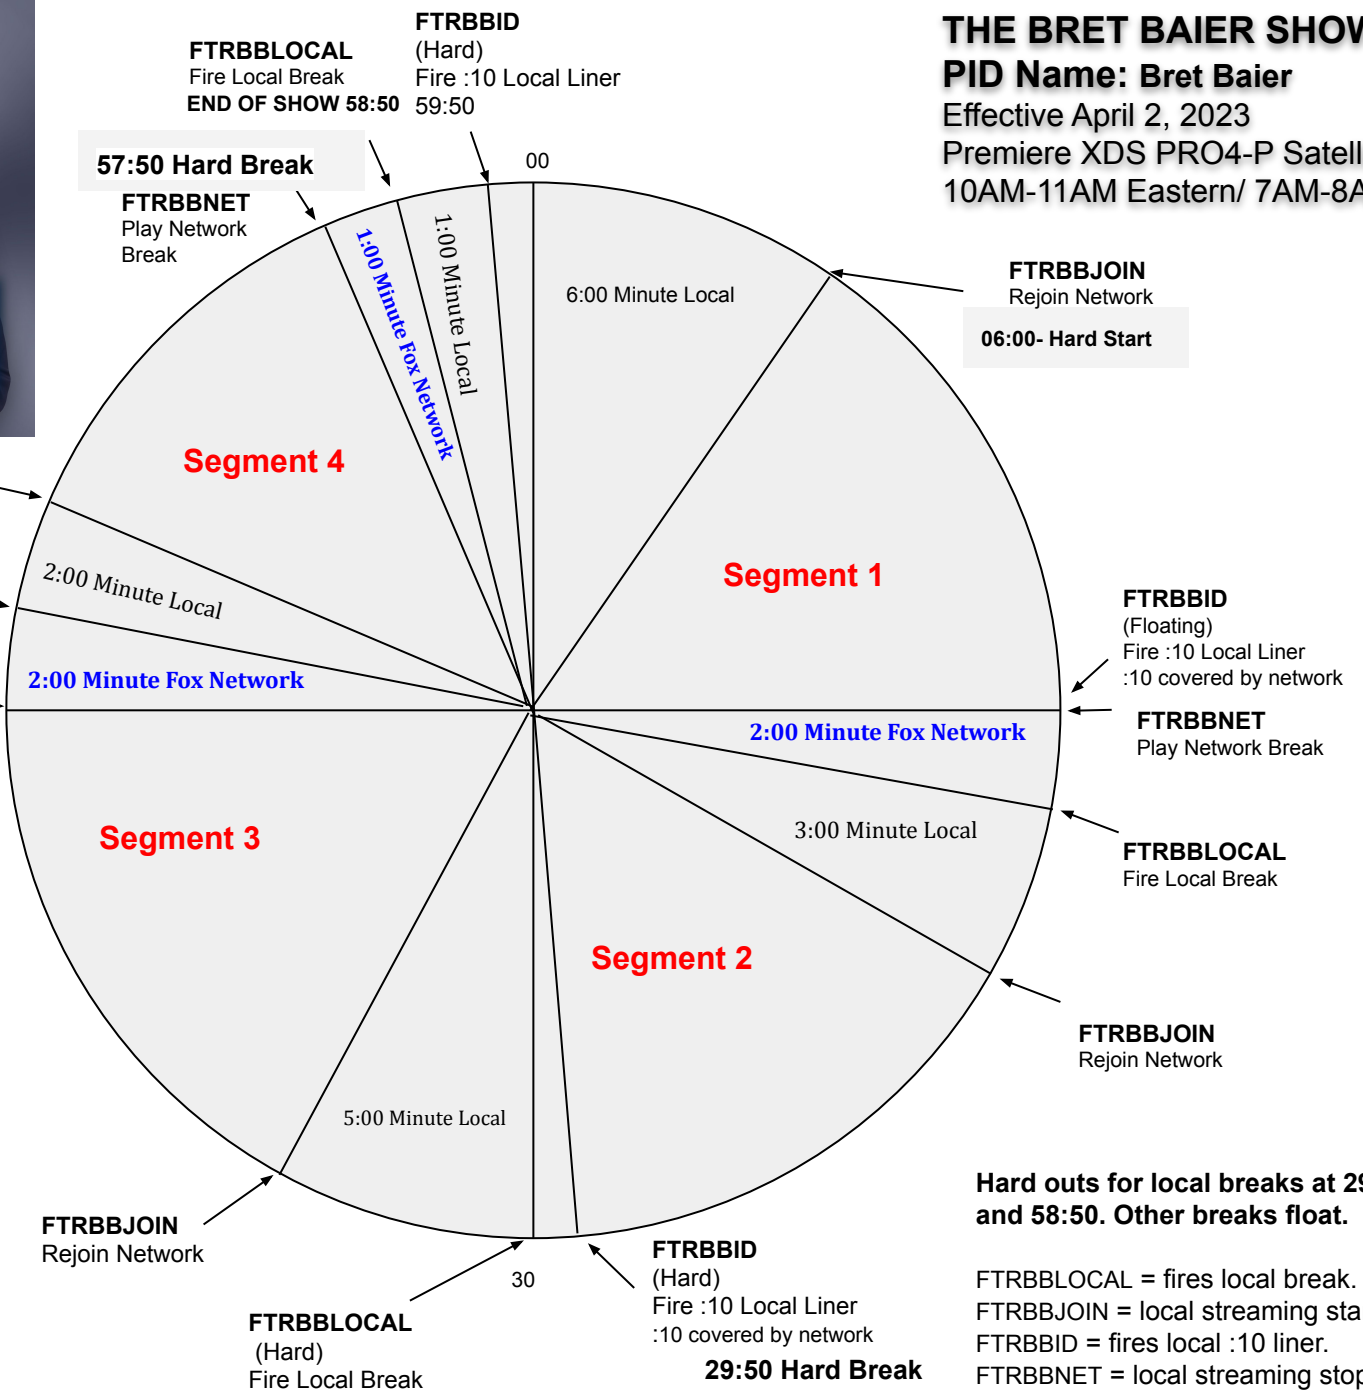 FTRBBID
(Hard)
Fire :10 Local Liner
59:50
FTRBBLOCAL
Fire Local Break
END OF SHOW 58:50
THE BRET BAIER SHOW
PID Name: Bret Baier
Effective April 2, 2023
Premiere XDS PRO4-P
10AM-11AM Eastern/
57:50 Hard Break
FTRBBNET
Play Network
Break
00
1:00 Minute Fox Network
1:00 Minute Local
6:00 Minute Local
FTRBBJOIN
Rejoin Network
06:00- Hard Start
Segment 4
Segment 1
2:00 Minute Local
2:00 Minute Fox Network
FTRBBID
(Floating)
Fire :10 Local Liner
:10 covered by network
FTRBBNET
Play Network Break
2:00 Minute Fox Network
3:00 Minute Local
FTRBBLOCAL
Fire Local Break
Segment 3
Segment 2
FTRBBJOIN
Rejoin Network
5:00 Minute Local
FTRBBJOIN
Rejoin Network
30
FTRBBLOCAL
(Hard)
Fire Local Break
FTRBBID
(Hard)
Fire :10 Local Liner
:10 covered by network
29:50 Hard Break
Hard outs for local breaks at
and 58:50. Other breaks float.
FTRBBLOCAL = fires local break.
FTRBBJOIN = local streaming
FTRBBID = fires local :10 liner.
FTRBBNET = local streaming